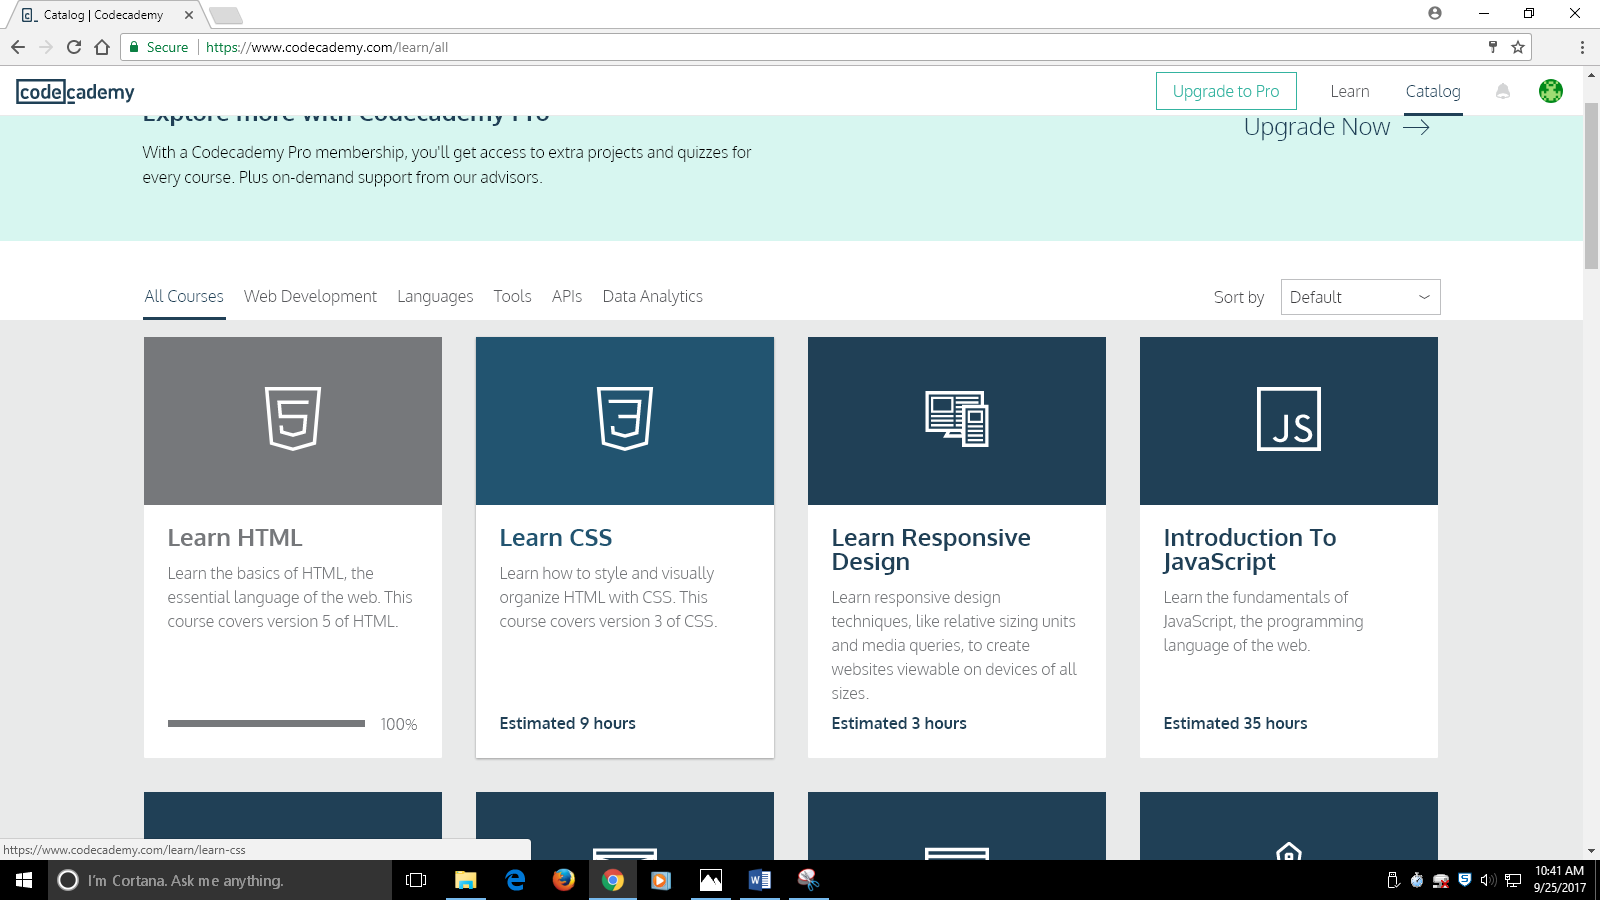 Catalog | Codecademy
Secure https://www.codecademy.com/learn/all
codecademy
Upgrade to Pro
Learn
Catalog
Explore more with Codecademy Pro
Upgrade Now
With a Codecademy Pro membership, you'll get access to extra projects and quizzes for
every course. Plus on-demand support from our advisors.
All Courses
Web Development
Languages
Tools
APIs
Data Analytics
Sort by
Default
5
3
JS
Learn HTML
Learn the basics of HTML, the
essential language of the web. This
course covers version 5 of HTML.
100%
Learn CSS
Learn how to style and visually
organize HTML with CSS. This
course covers version 3 of CSS.
Estimated 9 hours
Learn Responsive
Design
Learn responsive design
techniques, like relative sizing units
and media queries, to create
websites viewable on devices of all
sizes.
Estimated 3 hours
Introduction To
JavaScript
Learn the fundamentals of
JavaScript, the programming
language of the web.
Estimated 35 hours
https://www.codecademy.com/learn/learn-css
I'm Cortana. Ask me anything.
10:41 AM
9/25/2017